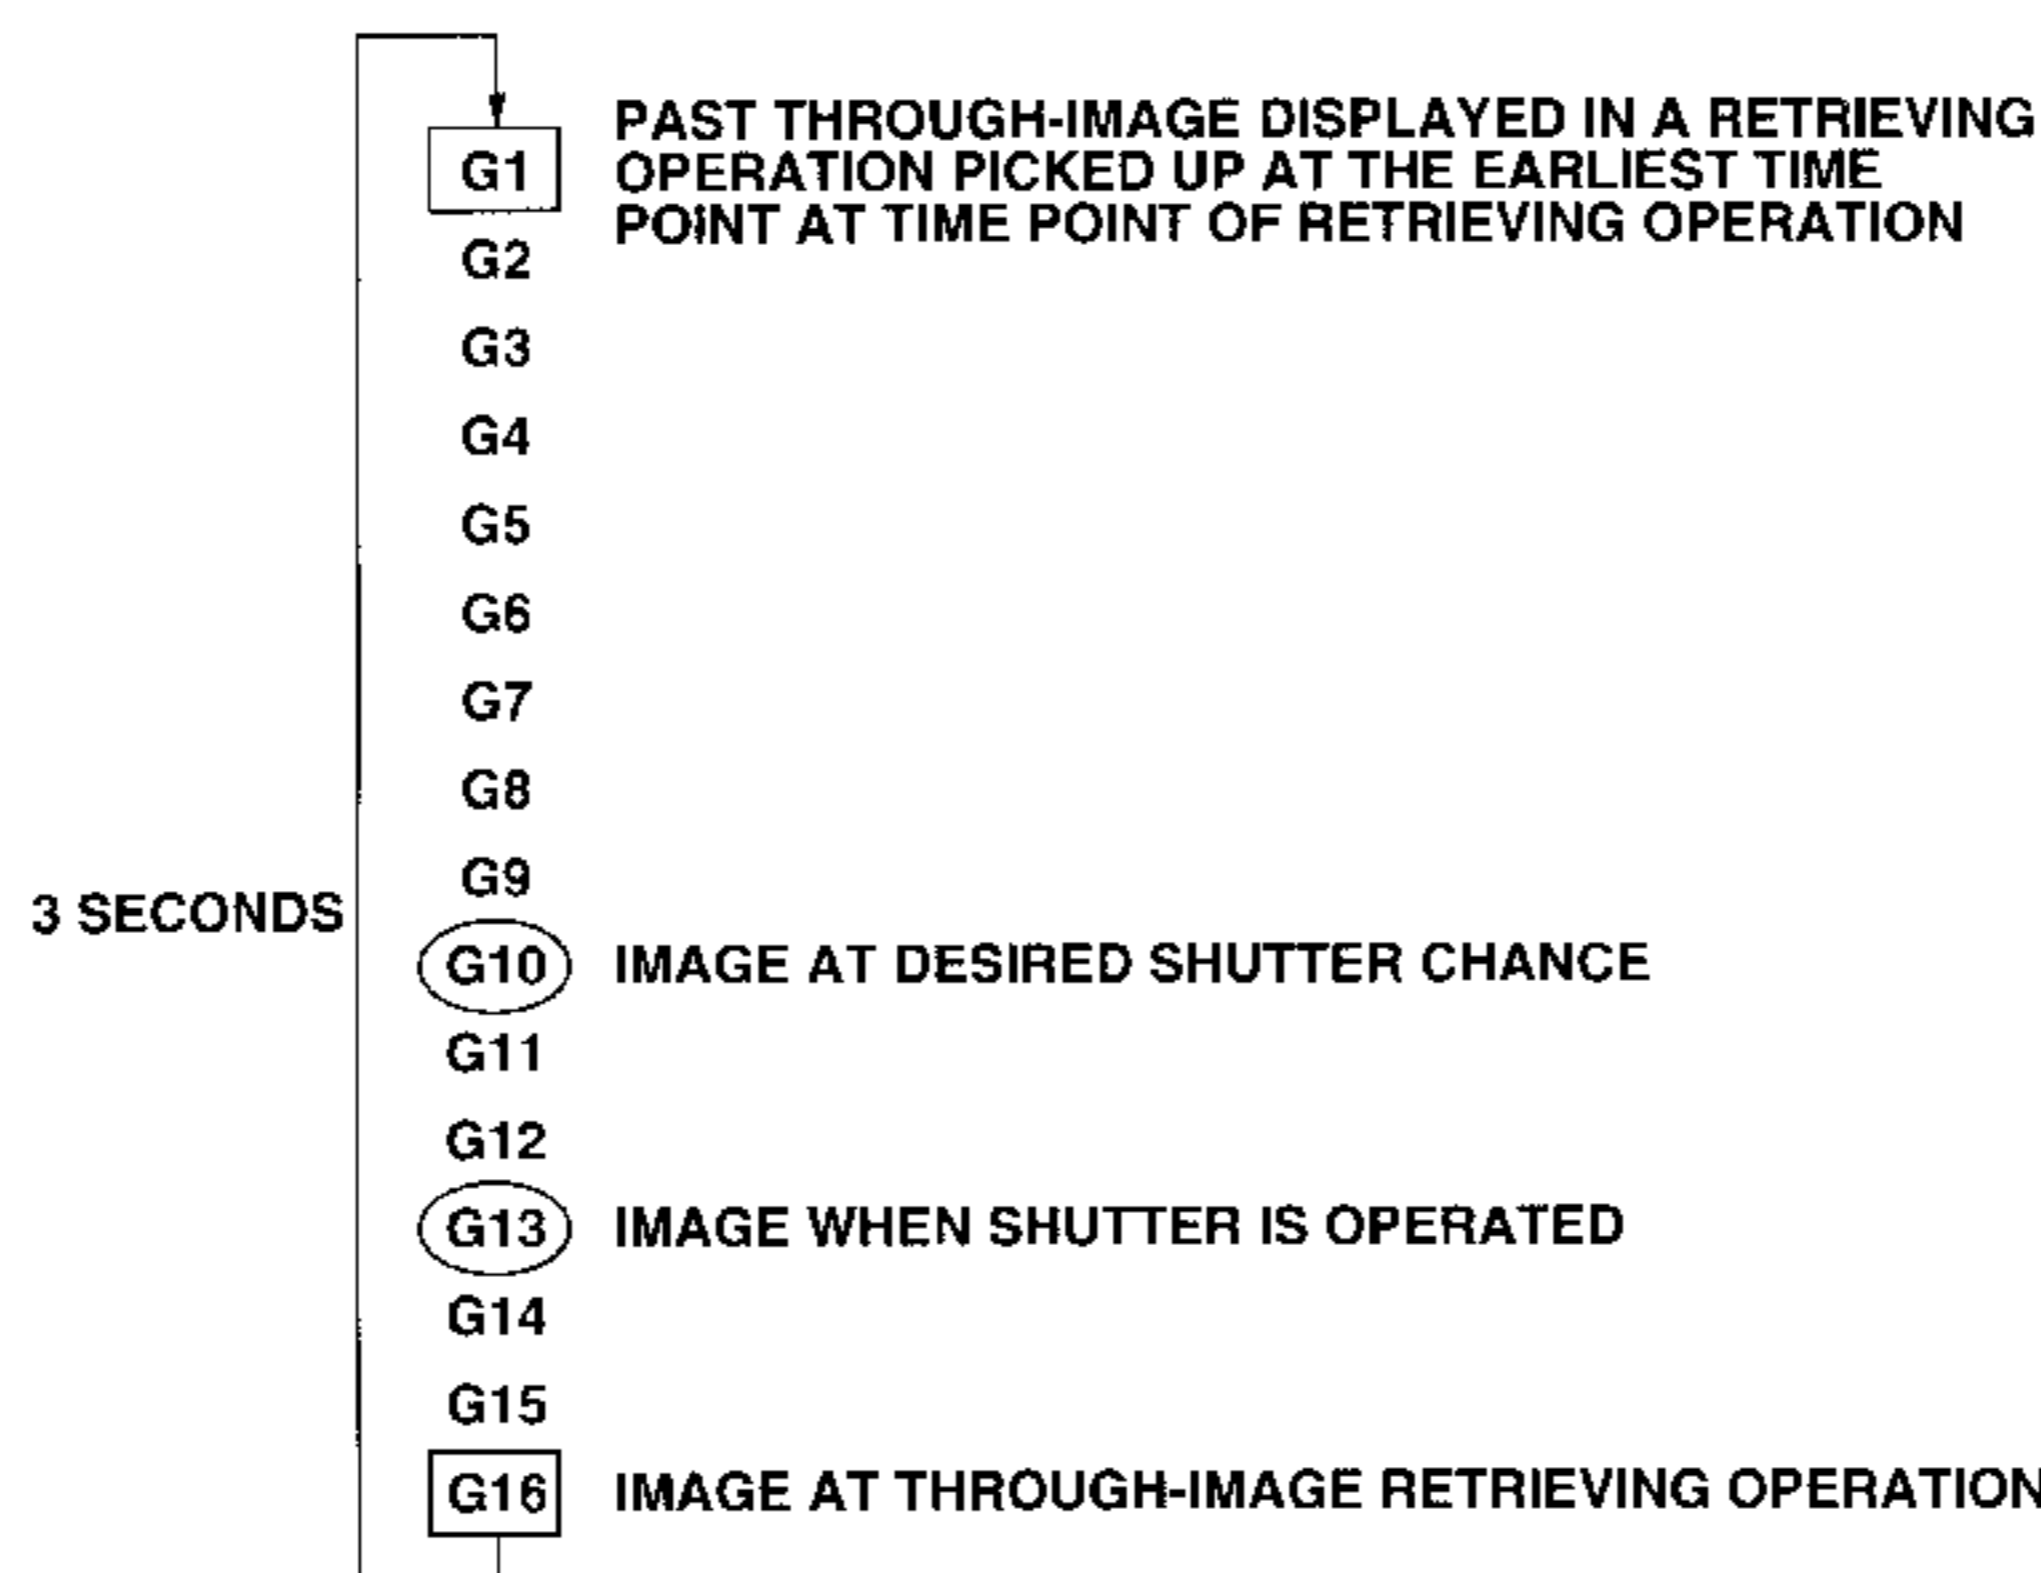 G1 PAST THROUGH-IMAGE DISPLAYED IN A RETRIEVING
OPERATION PICKED UP AT THE EARLIEST TIME
POINT AT TIME POINT OF RETRIEVING OPERATION
G2
G3
G4
G5
G6
G7
G8
G9
3 SECONDS
G10 IMAGE AT DESIRED SHUTTER CHANCE
G11
G12
G13 IMAGE WHEN SHUTTER IS OPERATED
G14
G15
G16 IMAGE AT THROUGH-IMAGE RETRIEVING OPERATION